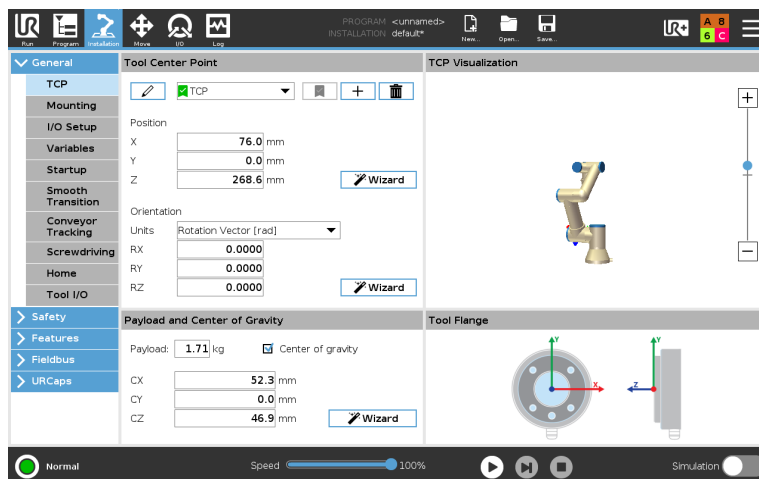 UR
Run
Program
Installation
Move
I/O
Log
PROGRAM <unnamed>
INSTALLATION default*
New...
Open...
Save...
UR+
A B
6 C
General
TCP
Mounting
I/O Setup
Variables
Startup
Smooth
Transition
Conveyor
Tracking
Screwdriving
Home
Tool I/O
Safety
Features
Fieldbus
URCaps
Tool Center Point
TCP
Position
X 76.0 mm
Y 0.0 mm
Z 268.6 mm
Wizard
Orientation
Units Rotation Vector [rad]
RX 0.0000
RY 0.0000
RZ 0.0000
Wizard
TCP Visualization
Payload and Center of Gravity
Payload: 1.71 kg Center of gravity
CX 52.3 mm
CY 0.0 mm
CZ 46.9 mm
Wizard
Tool Flange
Y
X
Y
Z
Normal
Speed 100%
Simulation